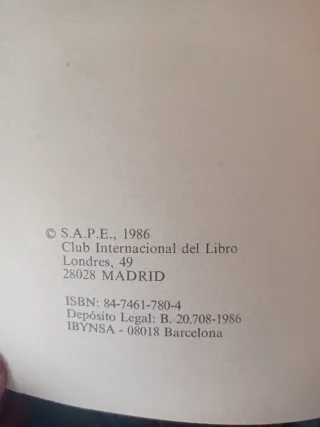 © S.A.P.E., 1986
Club Internacional del Libro
Londres, 49
28028 MADRID
ISBN: 84-7461-780-4
Depósito Legal: B. 20.708-1986
IBYNSA - 08018 Barcelona